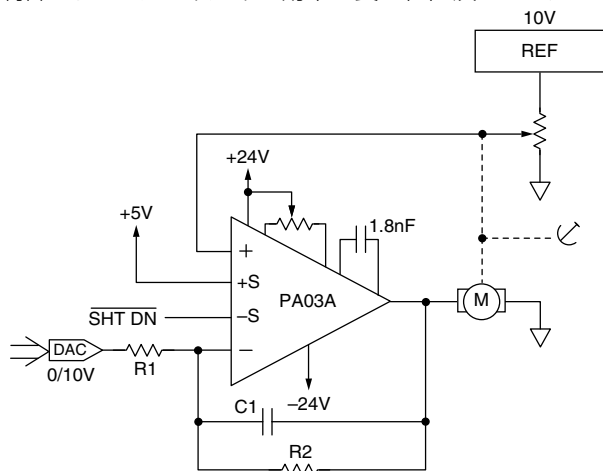 10V
REF
+24V
+5V
1.8nF
+
+S
PA03A
M
SHT DN
–S
DAC
–
R1
0/10V
C1
–24V
R2